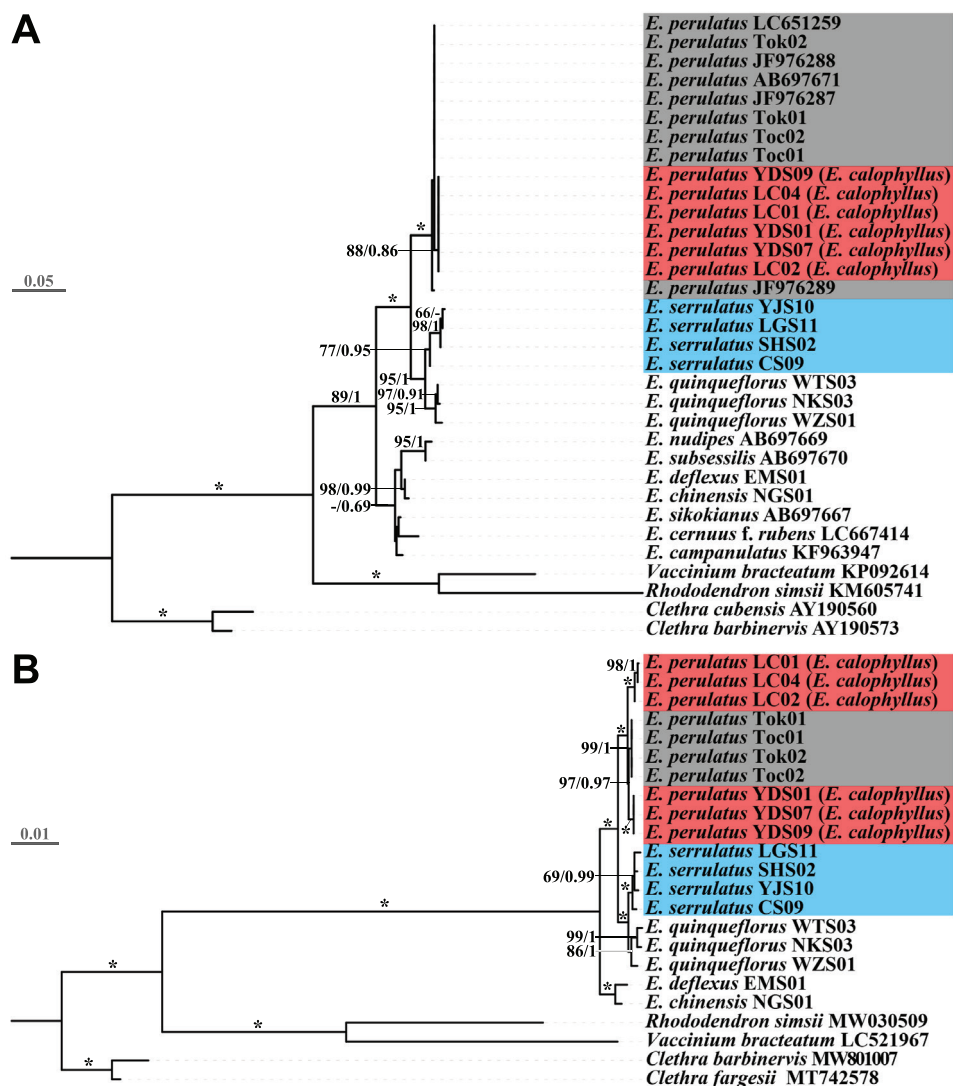 A
E. perulatus LC651259
E. perulatus Tok02
E. perulatus JF976288
E. perulatus AB697671
E. perulatus JF976287
E. perulatus Tok01
E. perulatus Toc02
E. perulatus Toc01
E. perulatus YDS09 (E. calophyllus)
E. perulatus LC04 (E. calophyllus)
E. perulatus LC01 (E. calophyllus)
*
E. perulatus YDS01 (E. calophyllus)
88/0.86
E. perulatus YDS07 (E. calophyllus)
E. perulatus LC02 (E. calophyllus)
0.05
E. perulatus JF976289
*
66/-
E. serrulatus YJS10
98/1
E. serrulatus LGS11
77/0.95
E. serrulatus SHS02
E. serrulatus CS09
95/1
E. quinqueflorus WTS03
89/1
97/0.91
E. quinqueflorus NKS03
95/1
E. quinqueflorus WZS01
95/1
E. nudipes AB697669
E. subsessilis AB697670
E. deflexus EMS01
*
98/0.99
E. chinensis NGS01
-/0.69
E. sikokianus AB697667
E. cernuus f. rubens LC667414
E. campanulatus KF963947
*
Vaccinium bracteatum KP092614
Rhododendron simsii KM605741
*
Clethra cubensis AY190560
Clethra barbinervis AY190573
B
98/1
E. perulatus LC01 (E. calophyllus)
*
E. perulatus LC04 (E. calophyllus)
E. perulatus LC02 (E. calophyllus)
*
E. perulatus Tok01
E. perulatus Toc01
99/1
E. perulatus Tok02
97/0.97
E. perulatus Toc02
E. perulatus YDS01 (E. calophyllus)
E. perulatus YDS07 (E. calophyllus)
0.01
*
*
E. perulatus YDS09 (E. calophyllus)
E. serrulatus LGS11
69/0.99
E. serrulatus SHS02
*
E. serrulatus YJS10
*
*
E. serrulatus CS09
E. quinqueflorus WTS03
99/1
E. quinqueflorus NKS03
86/1
*
E. quinqueflorus WZS01
*
E. deflexus EMS01
E. chinensis NGS01
*
Rhododendron simsii MW030509
Vaccinium bracteatum LC521967
*
Clethra barbinervis MW801007
Clethra fargesii MT742578